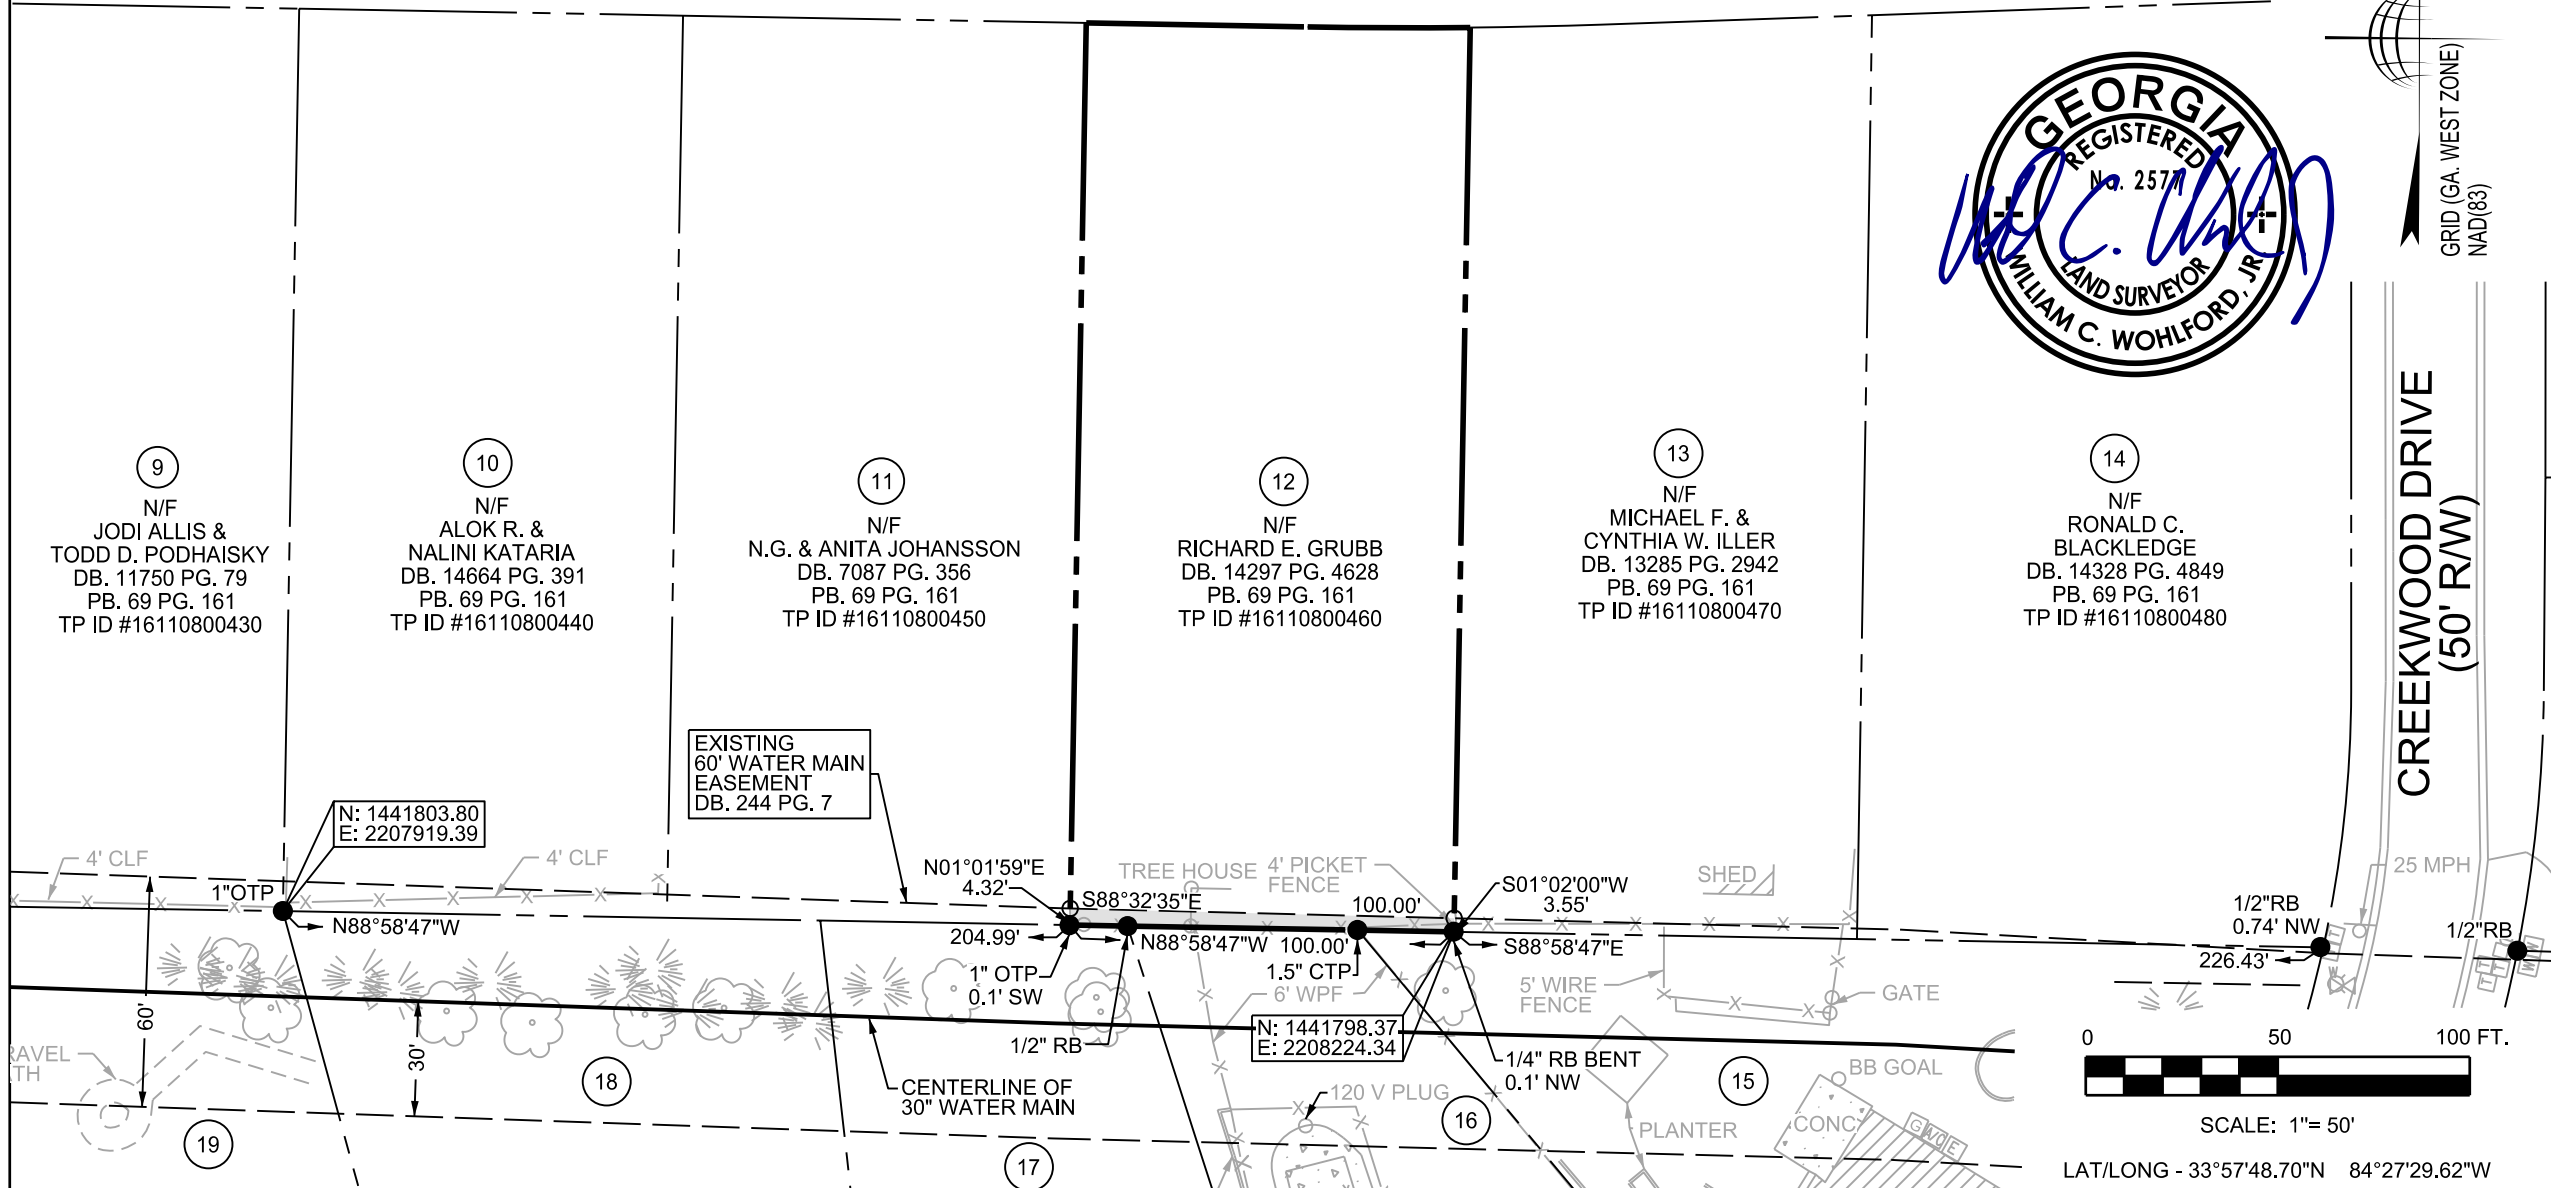 GEORGIA
REGISTERED
NO. 2577
LAND SURVEYOR
WILLIAM C. WOHLFORD, JR.
GRID (GA. WEST ZONE)
NAD(83)
CREEKWOOD DRIVE
(50' R/W)
9
N/F
JODI ALLIS &
TODD D. PODHAISKY
DB. 11750 PG. 79
PB. 69 PG. 161
TP ID #16110800430
10
N/F
ALOK R. &
NALINI KATARIA
DB. 14664 PG. 391
PB. 69 PG. 161
TP ID #16110800440
11
N/F
N.G. & ANITA JOHANSSON
DB. 7087 PG. 356
PB. 69 PG. 161
TP ID #16110800450
12
N/F
RICHARD E. GRUBB
DB. 14297 PG. 4628
PB. 69 PG. 161
TP ID #16110800460
13
N/F
MICHAEL F. &
CYNTHIA W. ILLER
DB. 13285 PG. 2942
PB. 69 PG. 161
TP ID #16110800470
14
N/F
RONALD C.
BLACKLEDGE
DB. 14328 PG. 4849
PB. 69 PG. 161
TP ID #16110800480
EXISTING
60' WATER MAIN
EASEMENT
DB. 244 PG. 7
N: 1441803.80
E: 2207919.39
4' CLF
4' CLF
1"OTP
N88°58'47"W
N01°01'59"E
4.32'
TREE HOUSE
4' PICKET
FENCE
S88°32'35"E
100.00'
S01°02'00"W
3.55'
SHED
25 MPH
1/2"RB
0.74' NW
1/2"RB
204.99'
N88°58'47"W
100.00'
S88°58'47"E
226.43'
1" OTP
0.1' SW
1.5" CTP
6' WPF
5' WIRE
FENCE
GATE
60'
30'
N: 1441798.37
E: 2208224.34
1/2" RB
1/4" RB BENT
0.1' NW
RAVEL
TH
CENTERLINE OF
30" WATER MAIN
120 V PLUG
BB GOAL
PLANTER
CONC
18
19
17
16
15
0 50 100 FT.
SCALE: 1"= 50'
LAT/LONG - 33°57'48.70"N 84°27'29.62"W